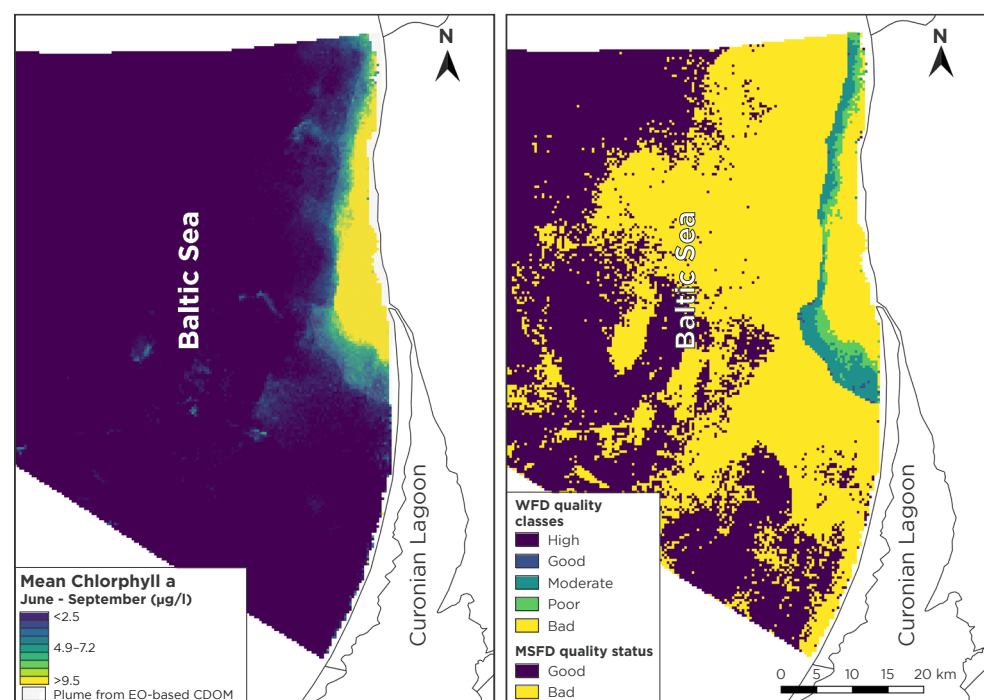 N
Baltic Sea
Curonian Lagoon
Mean Chlorphyll a
June - September (µg/l)
<2.5
4.9–7.2
>9.5
Plume from EO-based CDOM
N
Baltic Sea
Curonian Lagoon
WFD quality
classes
High
Good
Moderate
Poor
Bad
MSFD quality status
Good
Bad
0 5 10 15 20 km